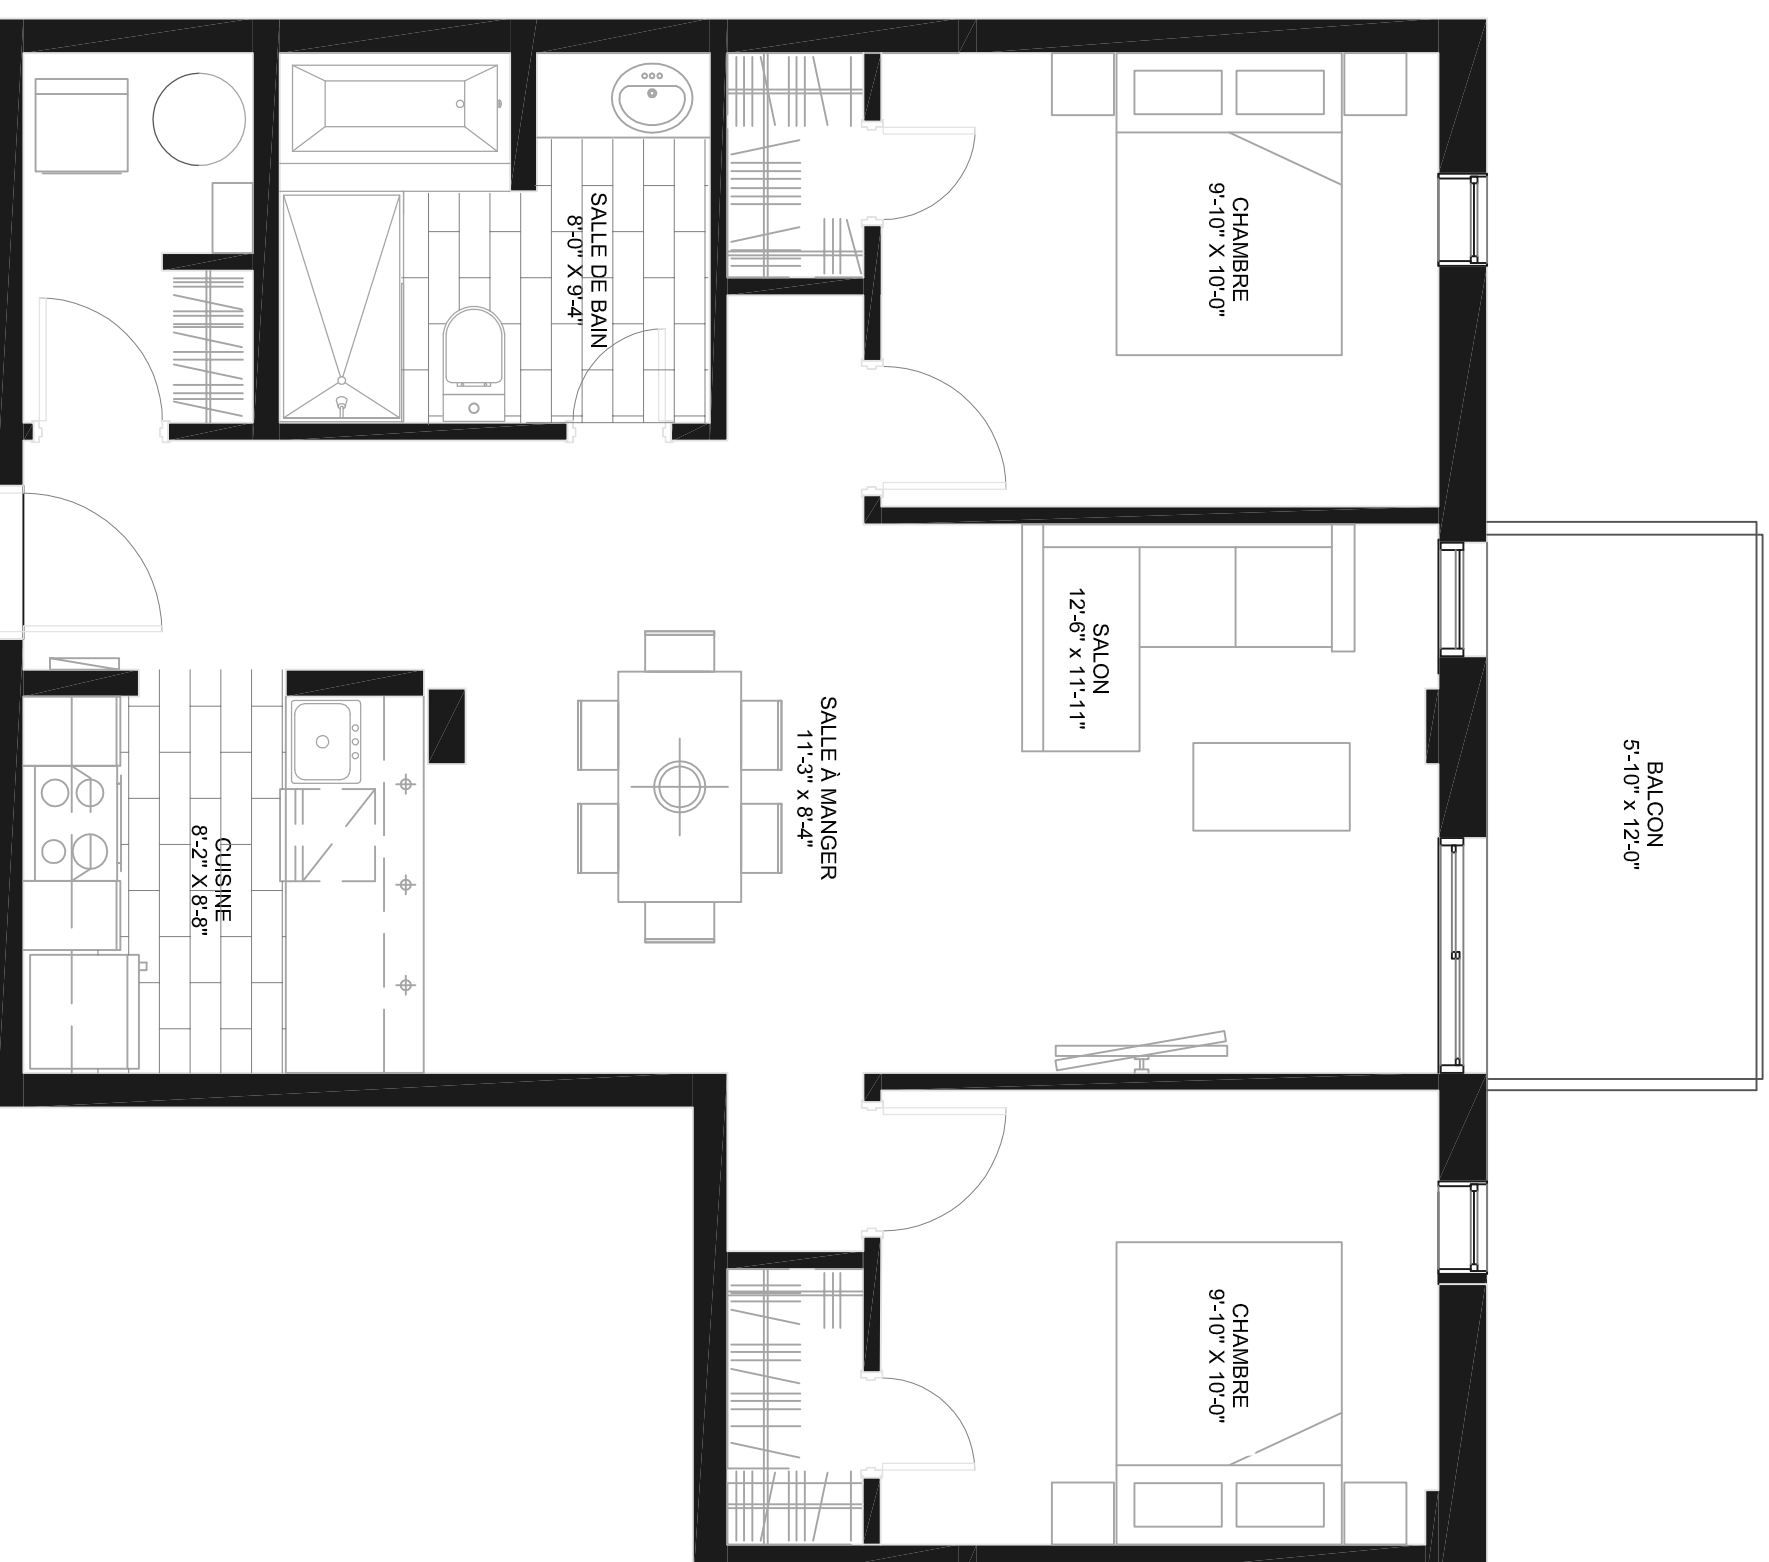 SALLE DE BAIN
8'-0" X 9'-4"
CHAMBRE
9'-10" X 10'-0"
SALON
12'-6" x 11'-11"
SALLE À MANGER
11'-3" x 8'-4"
CUISINE
8'-2" X 8'-8"
BALCON
5'-10" x 12'-0"
CHAMBRE
9'-10" X 10'-0"